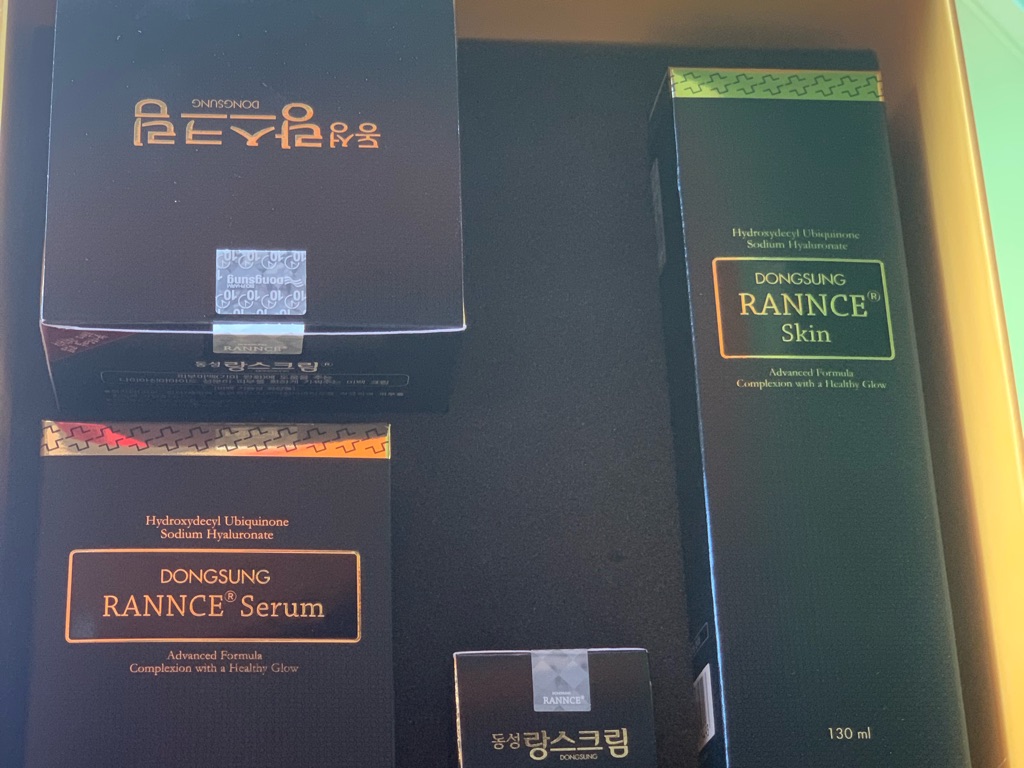 동성 랑스크림
DONGSUNG
Dongsung
RANNCE®
동성 랑스크림®
Hydroxydecyl Ubiquinone
Sodium Hyaluronate
DONGSUNG
RANNCE® Serum
Advanced Formula
Complexion with a Healthy Glow
RANNCE®
동성 랑스크림
DONGSUNG
Hydroxydecyl Ubiquinone
Sodium Hyaluronate
DONGSUNG
RANNCE®
Skin
Advanced Formula
Complexion with a Healthy Glow
130 ml